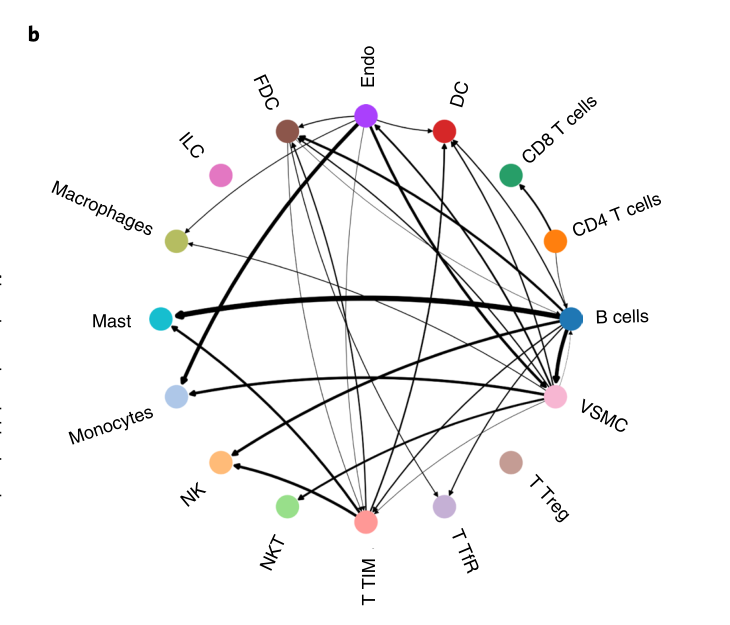 b
Endo
FDC
DC
ILC
CD8 T cells
Macrophages
CD4 T cells
Mast
B cells
Monocytes
VSMC
NK
T Treg
NKT
T TfR
T TIM